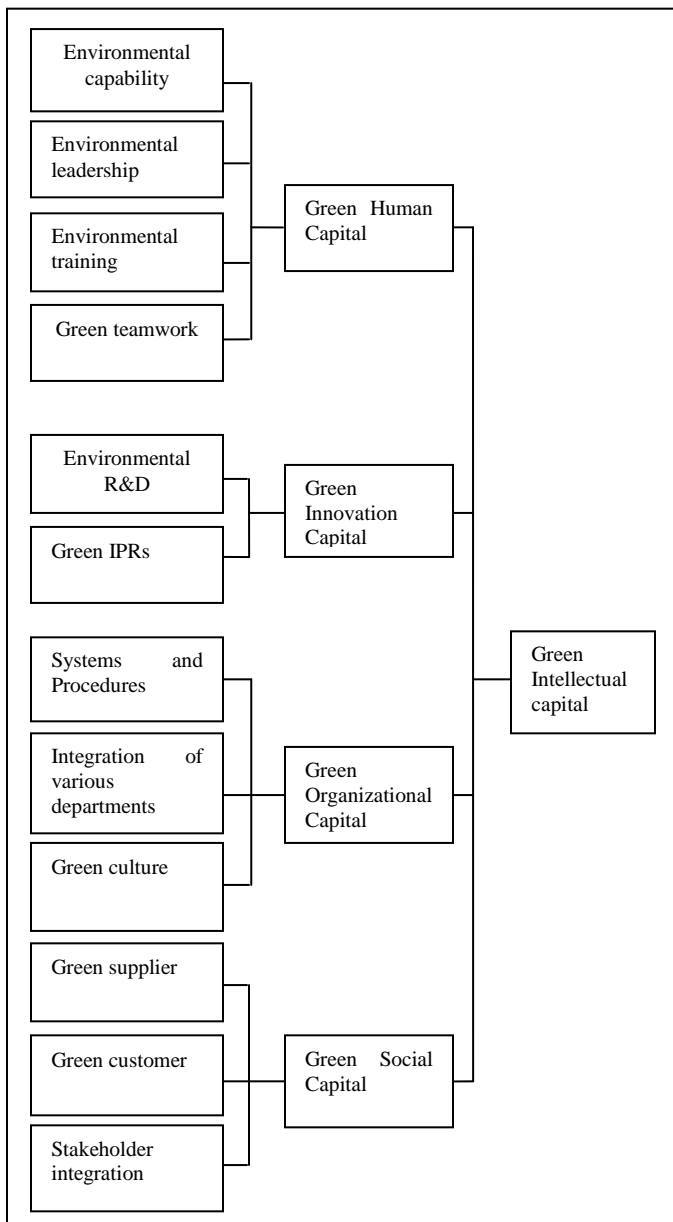 Environmental
capability
Environmental
leadership
Environmental
training
Green teamwork
Green Human
Capital
Environmental
R&D
Green IPRs
Green
Innovation
Capital
Systems and
Procedures
Integration of
various
departments
Green culture
Green
Organizational
Capital
Green supplier
Green customer
Stakeholder
integration
Green Social
Capital
Green
Intellectual
capital